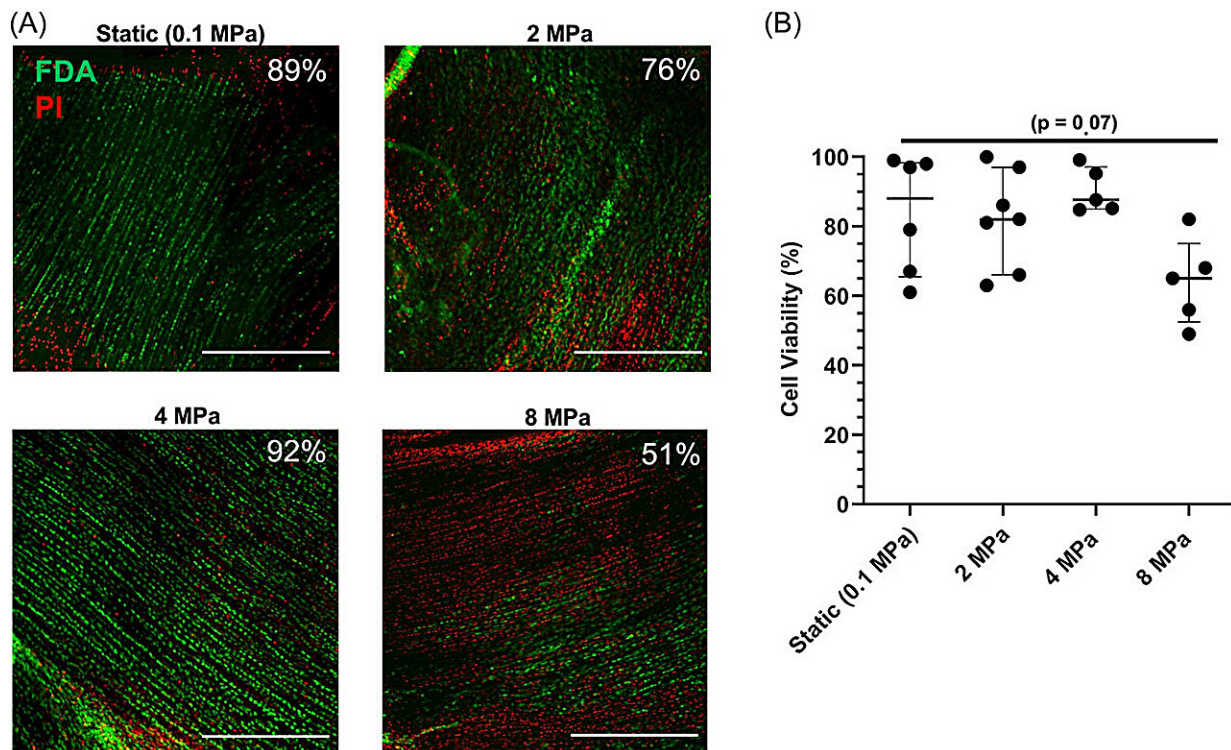 (A)
Static (0.1 MPa)
FDA
PI
89%
2 MPa
76%
4 MPa
92%
8 MPa
51%
(B)
(p = 0.07)
Cell Viability (%)
100
80
60
40
20
0
Static (0.1 MPa)
2 MPa
4 MPa
8 MPa